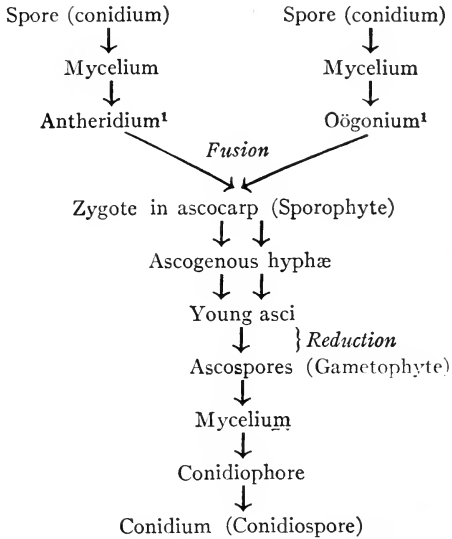 Spore (conidium) Spore (conidium)
Mycelium Mycelium
Antheridium¹ Oögonium¹
Fusion
Zygote in ascocarp (Sporophyte)
Ascogenous hyphæ
Young asci
} Reduction
Ascospores (Gametophyte)
Mycelium
Conidiophore
Conidium (Conidiospore)